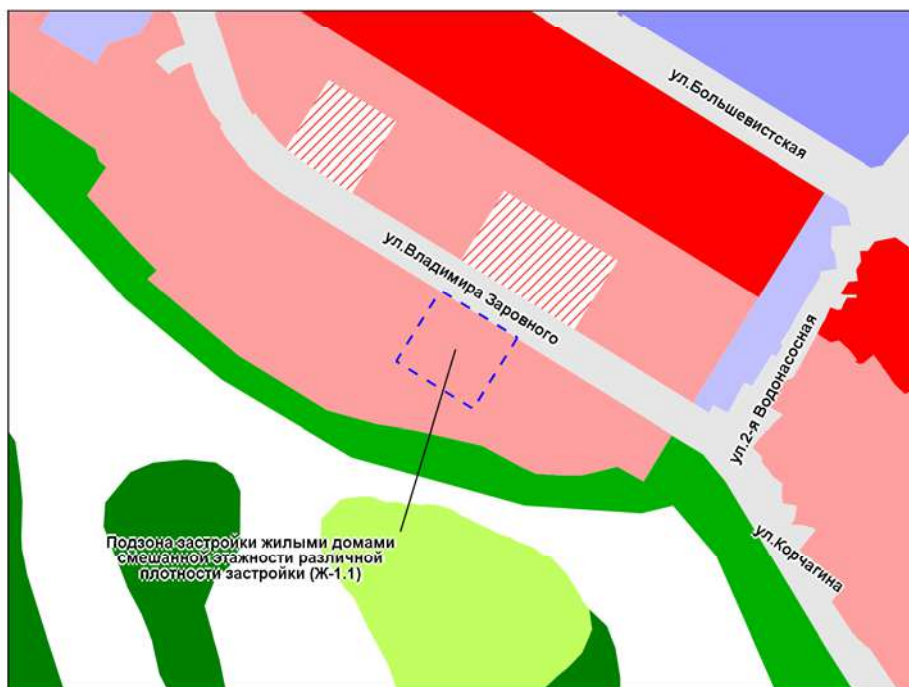 ул.Большевистская
ул.Владимира Заровного
ул.2-я Водонасосная
ул.Корчагина
Подзона застройки жилыми домами
смешанной этажности различной
плотности застройки (Ж-1.1)